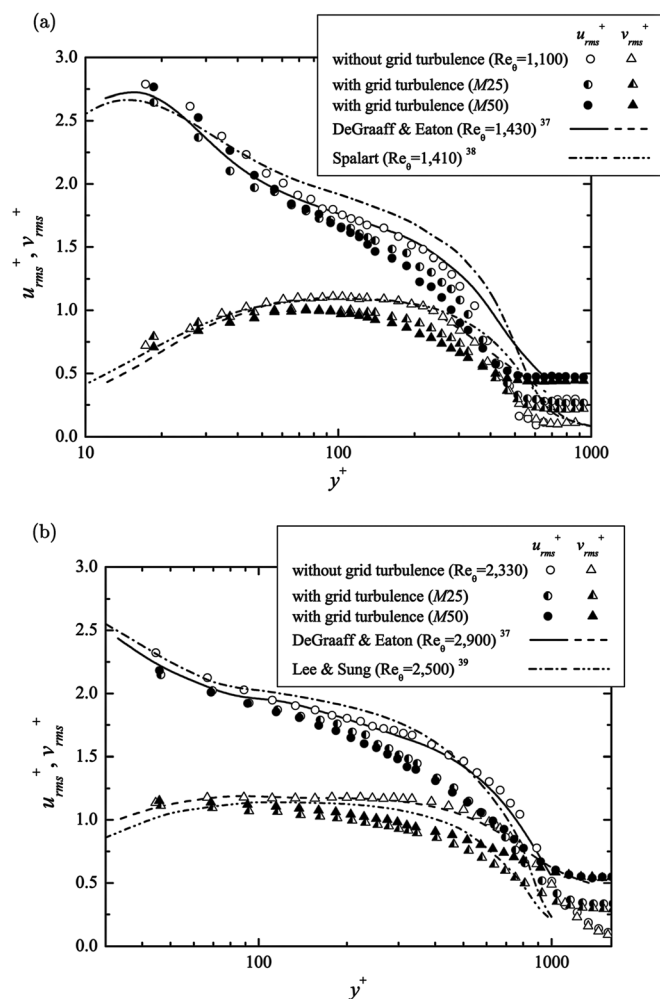 (a)
u_rms^+ v_rms^+
without grid turbulence (Re_θ=1,100)
with grid turbulence (M25)
with grid turbulence (M50)
DeGraaff & Eaton (Re_θ=1,430) ^37
Spalart (Re_θ=1,410) ^38
3.0
2.5
2.0
1.5
1.0
0.5
0.0
u_rms^+, v_rms^+
10 100 1000
y^+
(b)
u_rms^+ v_rms^+
without grid turbulence (Re_θ=2,330)
with grid turbulence (M25)
with grid turbulence (M50)
DeGraaff & Eaton (Re_θ=2,900) ^37
Lee & Sung (Re_θ=2,500) ^39
3.0
2.5
2.0
1.5
1.0
0.5
0.0
u_rms^+, v_rms^+
100 1000
y^+